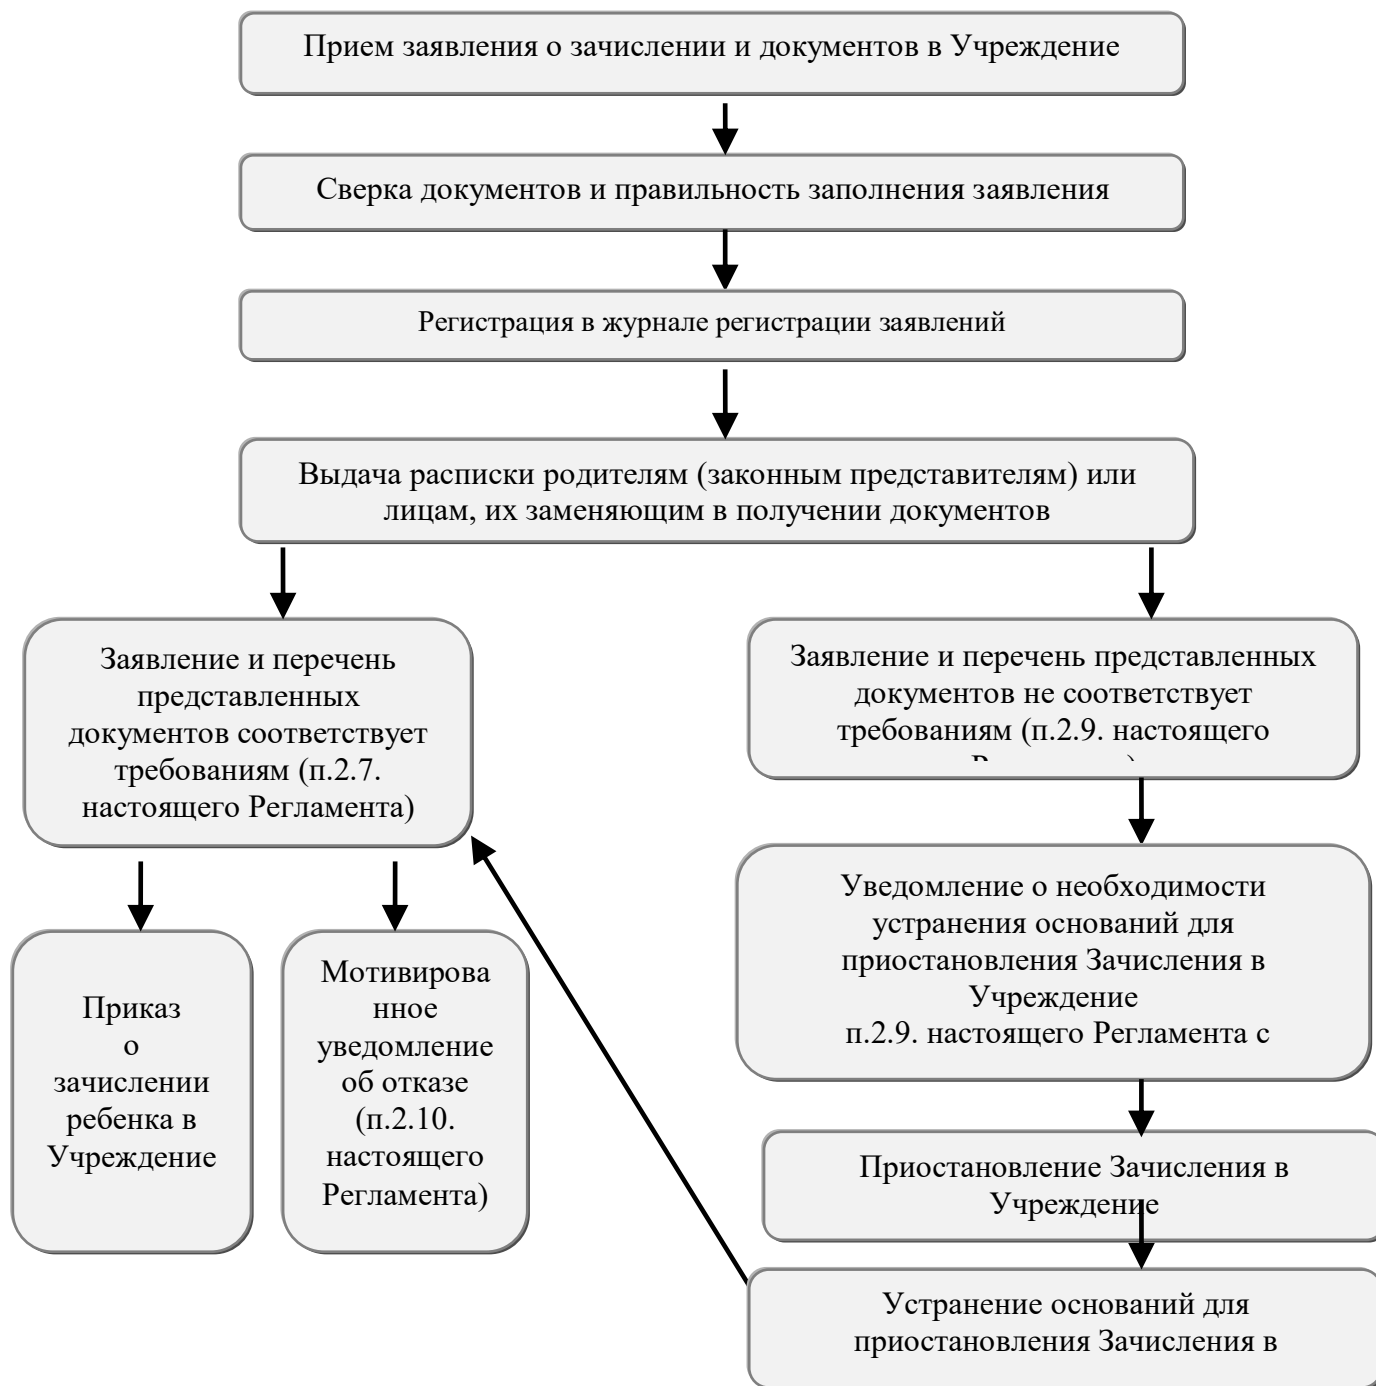 Прием заявления о зачислении и документов в Учреждение
Сверка документов и правильность заполнения заявления
Регистрация в журнале регистрации заявлений
Выдача расписки родителям (законным представителям) или
лицам, их заменяющим в получении документов
Заявление и перечень
представленных
документов соответствует
требованиям (п.2.7.
настоящего Регламента)
Заявление и перечень представленных
документов не соответствует
требованиям (п.2.9. настоящего
Уведомление о необходимости
устранения оснований для
приостановления Зачисления в
Учреждение
п.2.9. настоящего Регламента с
Приказ
о
зачислении
ребенка в
Учреждение
Мотивирова
нное
уведомление
об отказе
(п.2.10.
настоящего
Регламента)
Приостановление Зачисления в
Учреждение
Устранение оснований для
приостановления Зачисления в